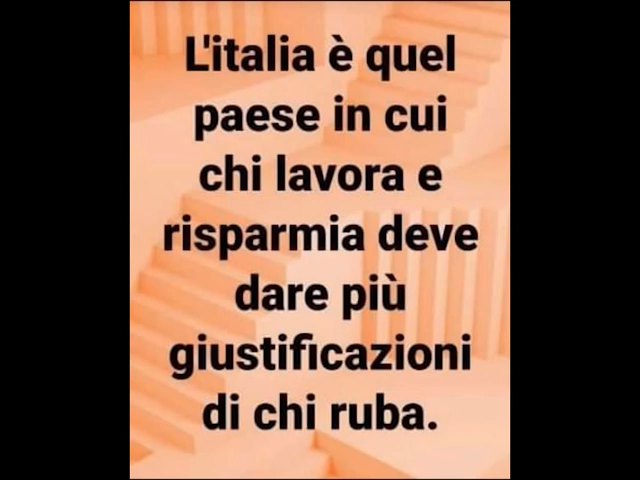 L'italia è quel
paese in cui
chi lavora e
risparmia deve
dare più
giustificazioni
di chi ruba.